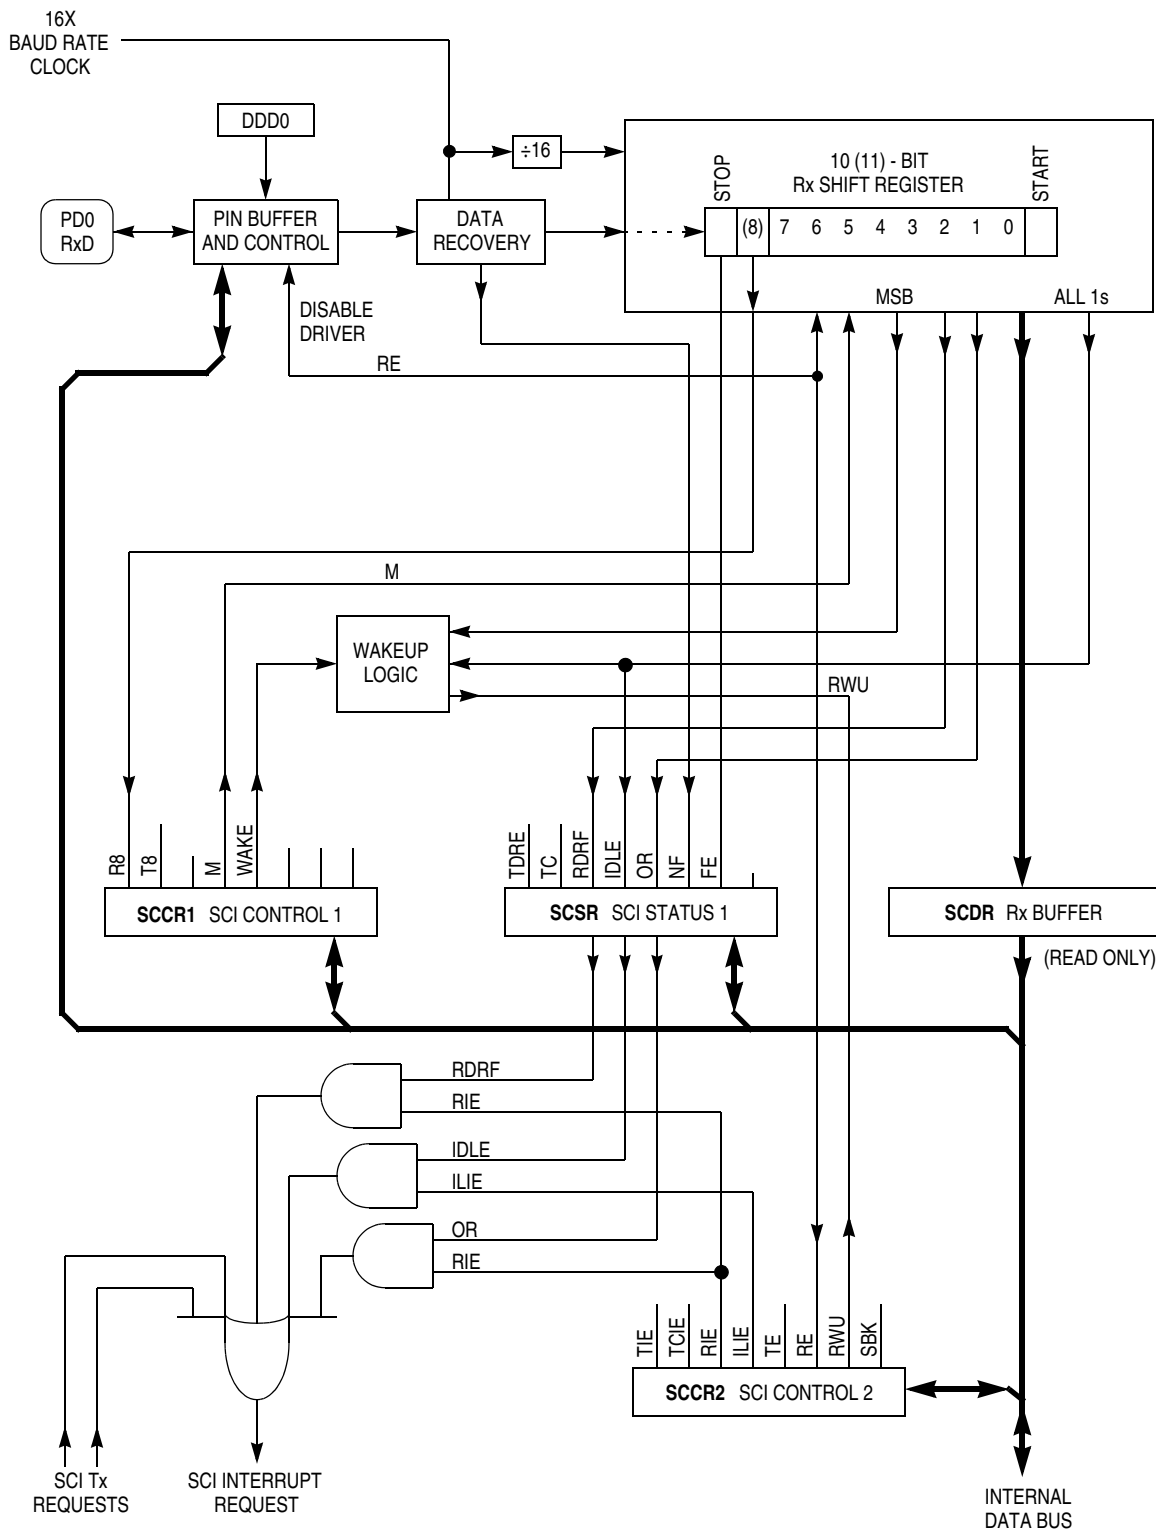 16X
BAUD RATE
CLOCK
DDD0
÷16
10 (11) - BIT
Rx SHIFT REGISTER
STOP
START
PD0
RxD
PIN BUFFER
AND CONTROL
DATA
RECOVERY
(8) 7 6 5 4 3 2 1 0
MSB
ALL 1s
DISABLE
DRIVER
RE
M
WAKEUP
LOGIC
RWU
R8
T8
M
WAKE
TDRE
TC
RDRF
IDLE
OR
NF
FE
SCCR1 SCI CONTROL 1
SCSR SCI STATUS 1
SCDR Rx BUFFER
(READ ONLY)
RDRF
RIE
IDLE
ILIE
OR
RIE
TIE
TCIE
RIE
ILIE
TE
RE
RWU
SBK
SCCR2 SCI CONTROL 2
SCI Tx
REQUESTS
SCI INTERRUPT
REQUEST
INTERNAL
DATA BUS